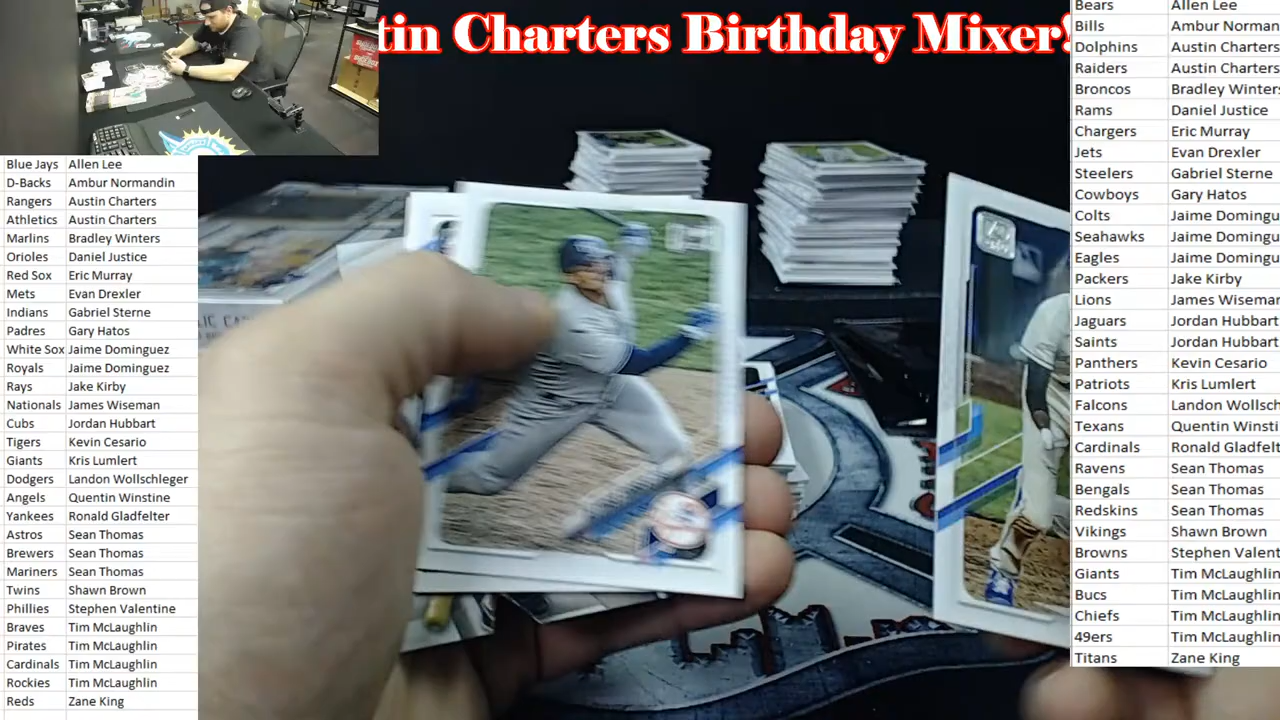 tin Charters Birthday Mixer!
Blue Jays Allen Lee
D-Backs Ambur Normandin
Rangers Austin Charters
Athletics Austin Charters
Marlins Bradley Winters
Orioles Daniel Justice
Red Sox Eric Murray
Mets Evan Drexler
Indians Gabriel Sterne
Padres Gary Hatos
White Sox Jaime Dominguez
Royals Jaime Dominguez
Rays Jake Kirby
Nationals James Wiseman
Cubs Jordan Hubbart
Tigers Kevin Cesario
Giants Kris Lumlert
Dodgers Landon Wollschleger
Angels Quentin Winstine
Yankees Ronald Gladfelter
Astros Sean Thomas
Brewers Sean Thomas
Mariners Sean Thomas
Twins Shawn Brown
Phillies Stephen Valentine
Braves Tim McLaughlin
Pirates Tim McLaughlin
Cardinals Tim McLaughlin
Rockies Tim McLaughlin
Reds Zane King
Bears Allen Lee
Bills Ambur Norman
Dolphins Austin Charters
Raiders Austin Charters
Broncos Bradley Winters
Rams Daniel Justice
Chargers Eric Murray
Jets Evan Drexler
Steelers Gabriel Sterne
Cowboys Gary Hatos
Colts Jaime Domingu
Seahawks Jaime Domingu
Eagles Jaime Domingu
Packers Jake Kirby
Lions James Wiseman
Jaguars Jordan Hubbart
Saints Jordan Hubbart
Panthers Kevin Cesario
Patriots Kris Lumlert
Falcons Landon Wollsch
Texans Quentin Winsti
Cardinals Ronald Gladfelt
Ravens Sean Thomas
Bengals Sean Thomas
Redskins Sean Thomas
Vikings Shawn Brown
Browns Stephen Valent
Giants Tim McLaughlin
Bucs Tim McLaughlin
Chiefs Tim McLaughlin
49ers Tim McLaughlin
Titans Zane King